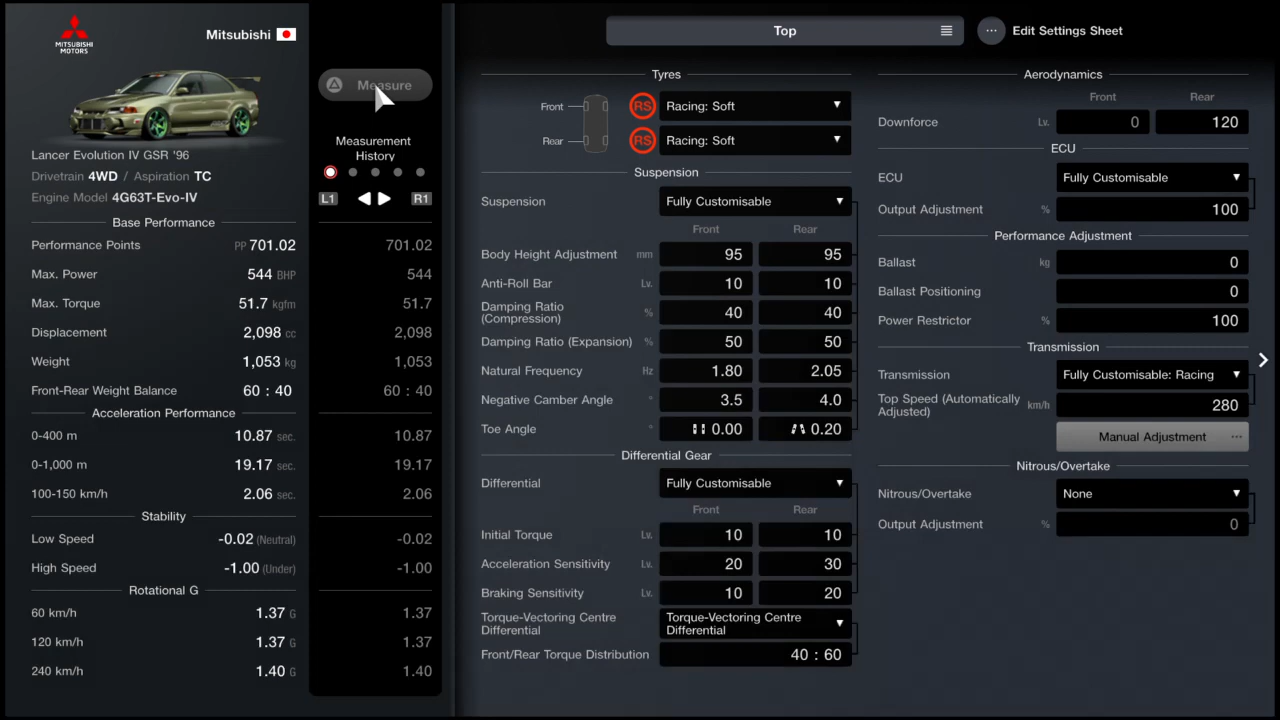 MITSUBISHI
MOTORS
Mitsubishi
Lancer Evolution IV GSR '96
Drivetrain 4WD / Aspiration TC
Engine Model 4G63T-Evo-IV
Base Performance
Performance Points PP 701.02
Max. Power 544 BHP
Max. Torque 51.7 kgfm
Displacement 2,098 cc
Weight 1,053 kg
Front-Rear Weight Balance 60 : 40
Acceleration Performance
0-400 m 10.87 sec.
0-1,000 m 19.17 sec.
100-150 km/h 2.06 sec.
Stability
Low Speed -0.02 (Neutral)
High Speed -1.00 (Under)
Rotational G
60 km/h 1.37 G
120 km/h 1.37 G
240 km/h 1.40 G
Measure
Measurement
History
L1 R1
701.02
544
51.7
2,098
1,053
60 : 40
10.87
19.17
2.06
-0.02
-1.00
1.37
1.37
1.40
Top
Edit Settings Sheet
Tyres
Front RS Racing: Soft
Rear RS Racing: Soft
Suspension
Suspension Fully Customisable
Front Rear
Body Height Adjustment mm 95 95
Anti-Roll Bar Lv. 10 10
Damping Ratio
(Compression) % 40 40
Damping Ratio (Expansion) % 50 50
Natural Frequency Hz 1.80 2.05
Negative Camber Angle ° 3.5 4.0
Toe Angle ° 0.00 0.20
Differential Gear
Differential Fully Customisable
Front Rear
Initial Torque Lv. 10 10
Acceleration Sensitivity Lv. 20 30
Braking Sensitivity Lv. 10 20
Torque-Vectoring Centre
Differential
Torque-Vectoring Centre
Differential
Front/Rear Torque Distribution 40 : 60
Aerodynamics
Front Rear
Downforce Lv. 0 120
ECU
ECU Fully Customisable
Output Adjustment % 100
Performance Adjustment
Ballast kg 0
Ballast Positioning 0
Power Restrictor % 100
Transmission
Transmission Fully Customisable: Racing
Top Speed (Automatically
Adjusted) km/h 280
Manual Adjustment
Nitrous/Overtake
Nitrous/Overtake None
Output Adjustment % 0